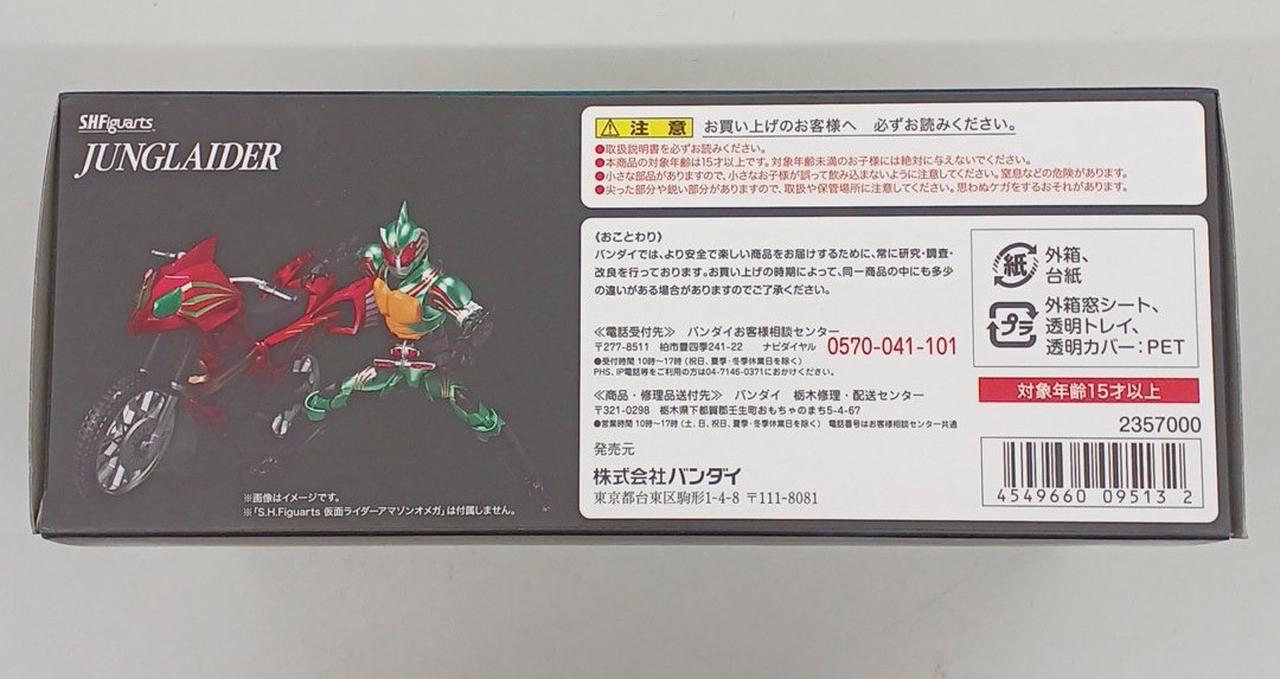 S.H.Figuarts
JUNGLAIDER
※画像はイメージです。
※「S.H.Figuarts 仮面ライダーアマゾンオメガ」は付属しません。
注意 お買い上げのお客様へ 必ずお読みください。
●取扱説明書を必ずお読みください。
●本商品の対象年齢は15才以上です。対象年齢未満のお子様には絶対に与えないでください。
●小さな部品がありますので、小さなお子様が誤って飲み込まないように注意してください。窒息などの危険があります。
●尖った部分や鋭い部分がありますので、取扱や保管場所に注意してください。思わぬケガをするおそれがあります。
《おことわり》
バンダイでは、より安全で楽しい商品をお届けするために、常に研究・調査・
改良を行っております。お買い上げの時期によって、同一商品の中にも多少
の違いがある場合がありますのでご了承ください。
≪電話受付先≫ バンダイお客様相談センター
〒277-8511 柏市豊四季241-22 ナビダイヤル 0570-041-101
●受付時間 10時〜17時 (祝日、夏季・冬季休業日を除く)
PHS、IP電話等をご利用の方は04-7146-0371におかけください。
≪商品・修理品送付先≫ バンダイ 栃木修理・配送センター
〒321-0298 栃木県下都賀郡壬生町おもちゃのまち5-4-67
●営業時間 10時〜17時 (土、日、祝日、夏季・冬季休業日を除く) 電話番号はお客様相談センター共通
発売元
株式会社バンダイ
東京都台東区駒形1-4-8 〒111-8081
紙 外箱、
台紙
プラ 外箱窓シート、
透明トレイ、
透明カバー:PET
対象年齢15才以上
2357000
4549660 09513 2